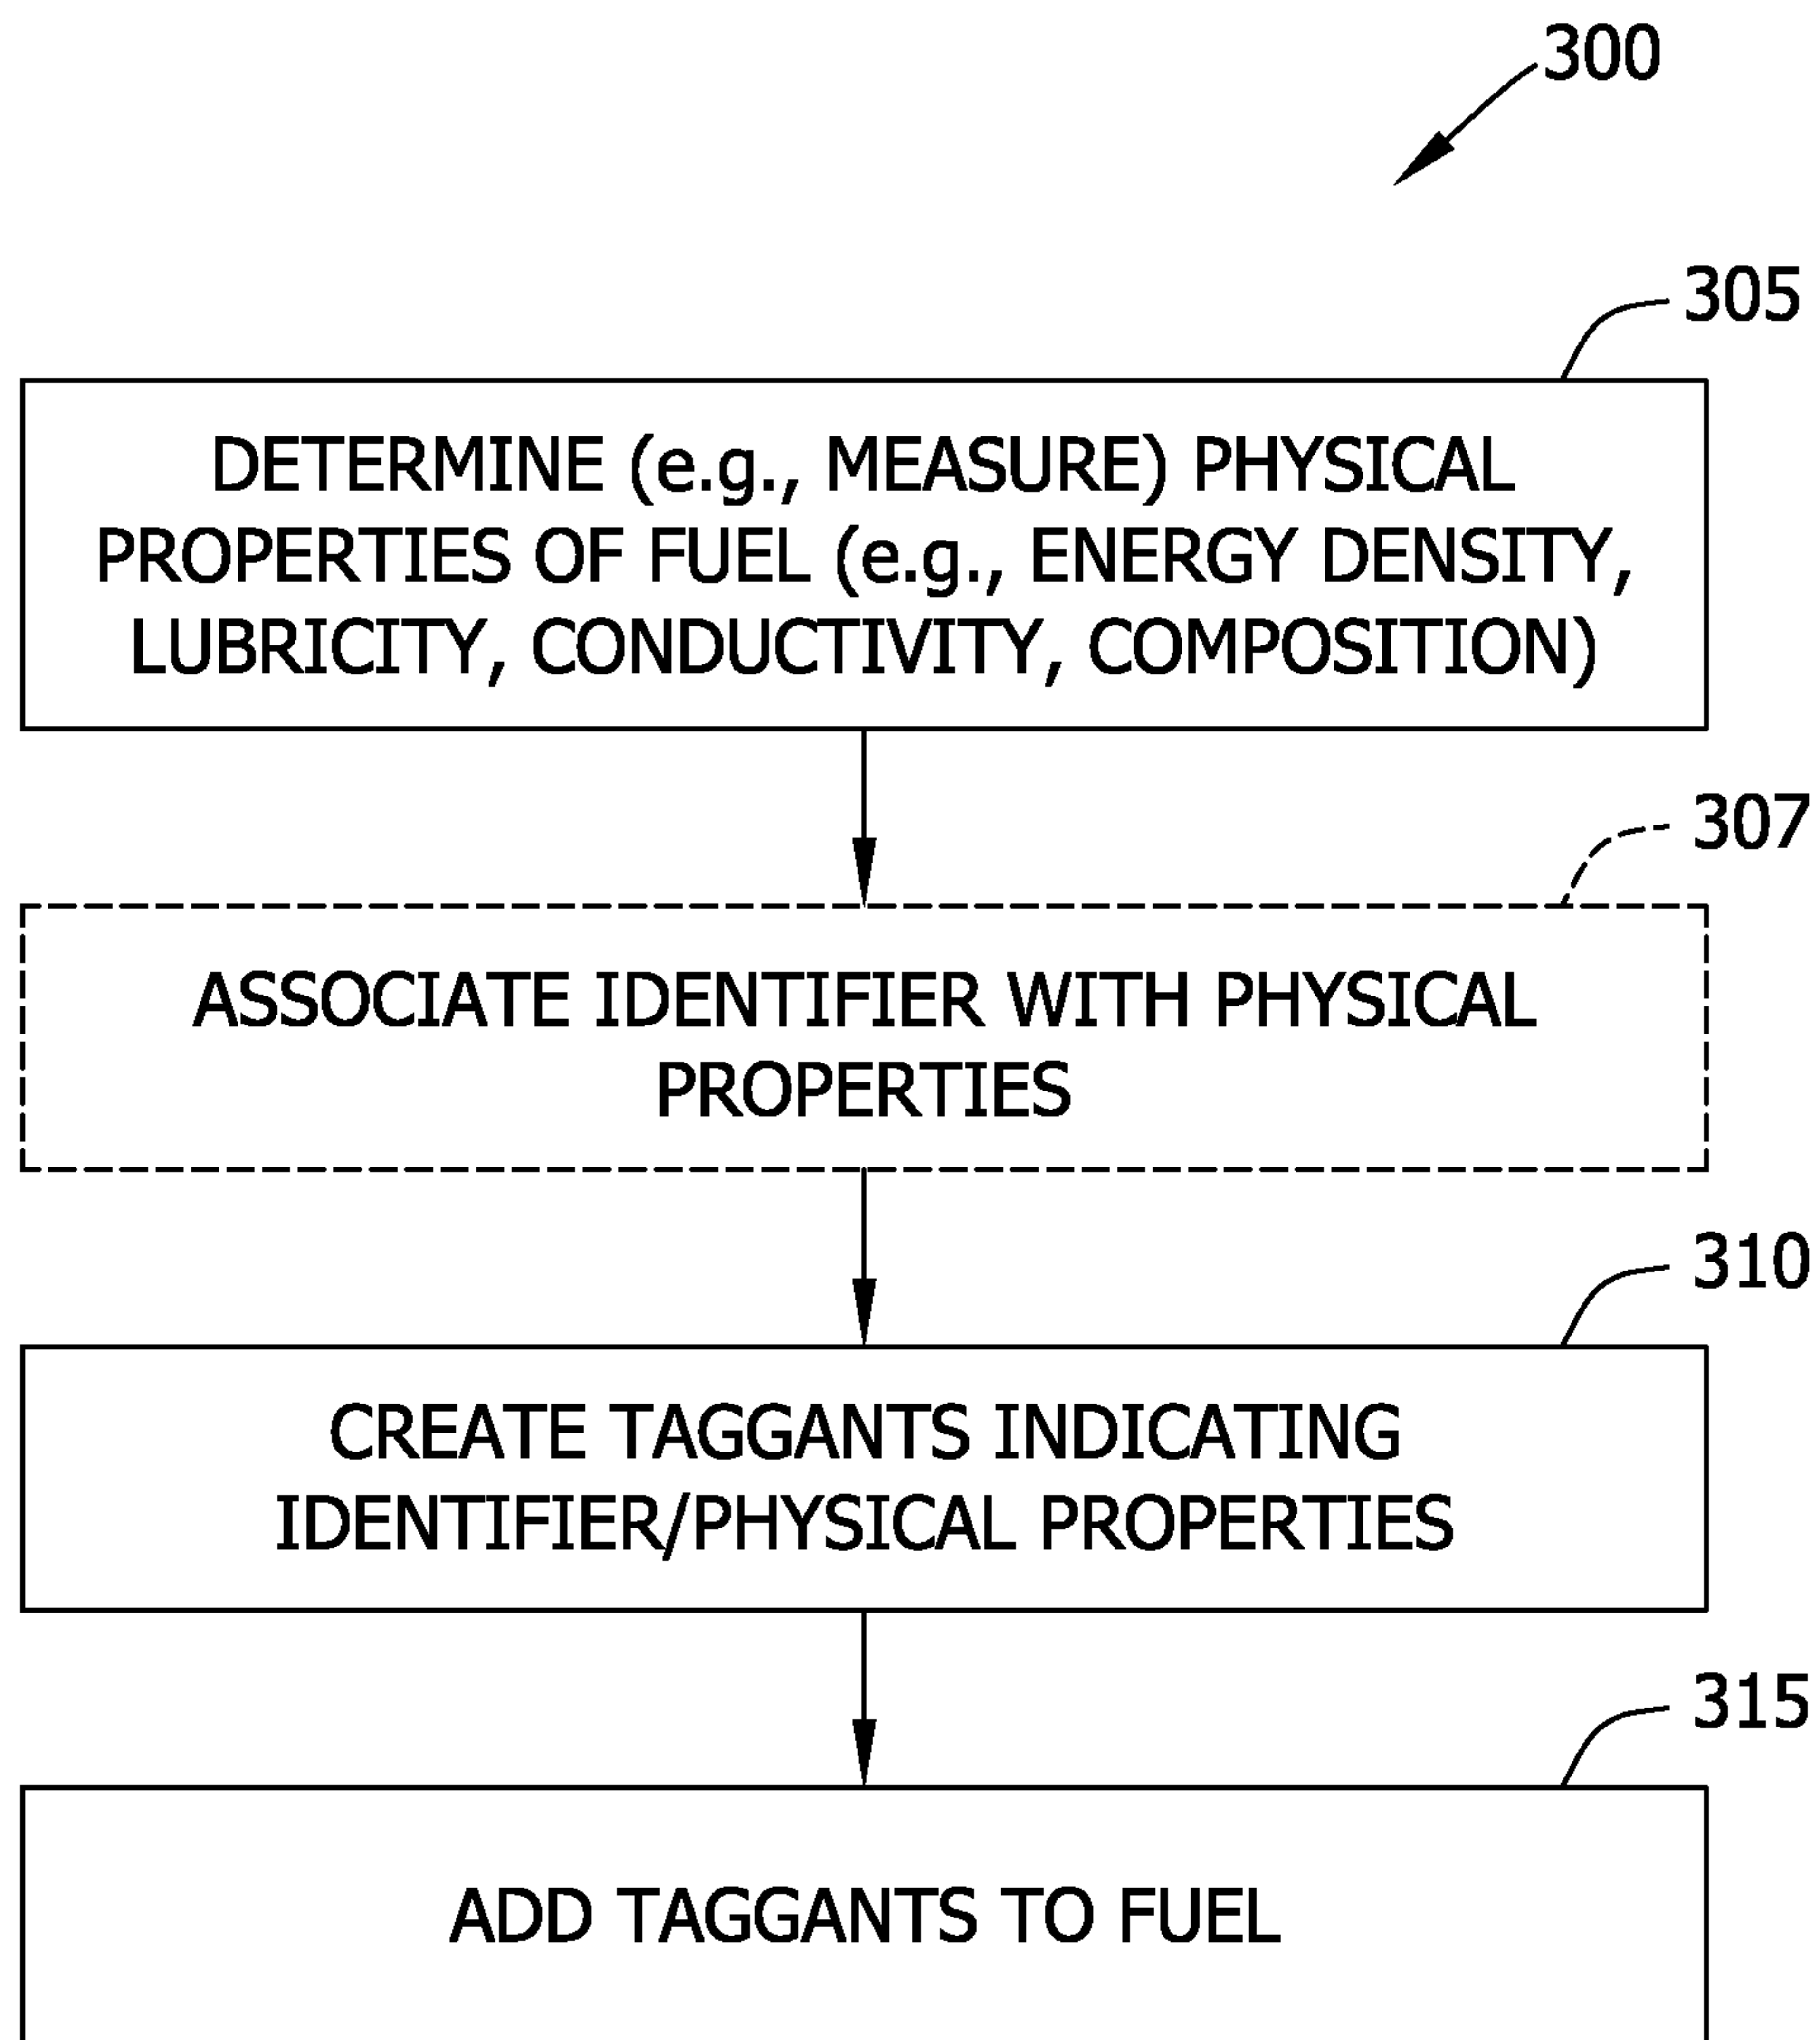 300
305
DETERMINE (e.g., MEASURE) PHYSICAL
PROPERTIES OF FUEL (e.g., ENERGY DENSITY,
LUBRICITY, CONDUCTIVITY, COMPOSITION)
307
ASSOCIATE IDENTIFIER WITH PHYSICAL
PROPERTIES
310
CREATE TAGGANTS INDICATING
IDENTIFIER/PHYSICAL PROPERTIES
315
ADD TAGGANTS TO FUEL